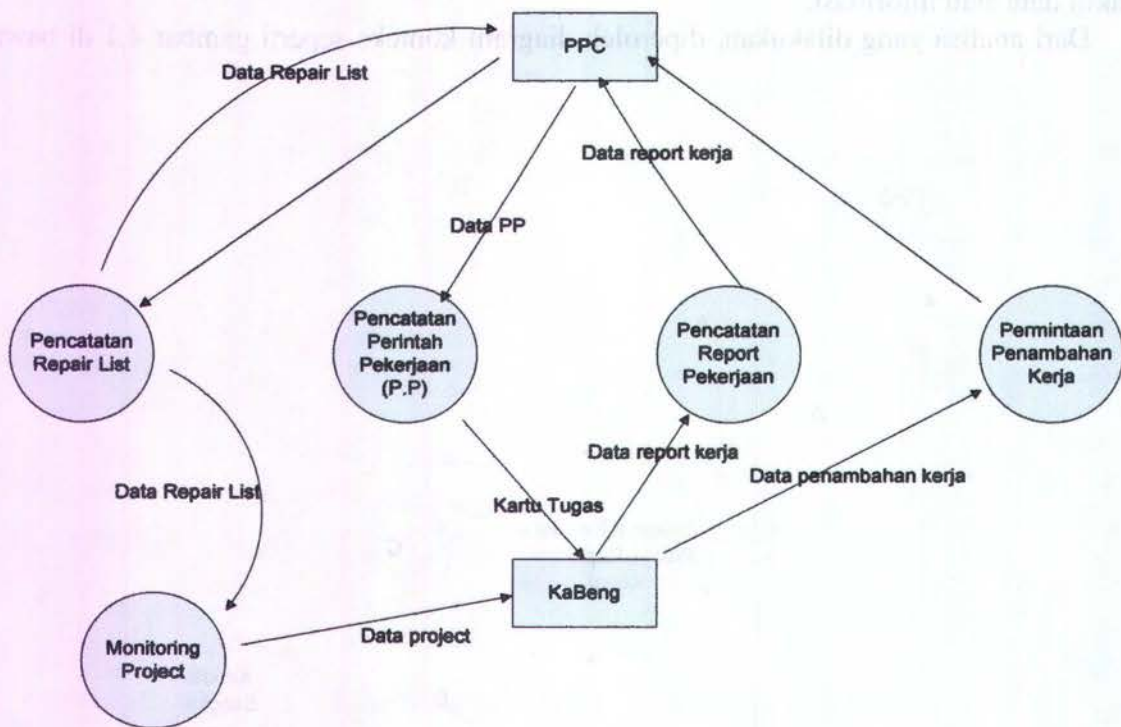 PPC
Data Repair List
Data report kerja
Data PP
Pencatatan
Repair List
Pencatatan
Perintah
Pekerjaan
(P.P)
Pencatatan
Report
Pekerjaan
Permintaan
Penambahan
Kerja
Data report kerja
Data penambahan kerja
Data Repair List
Kartu Tugas
KaBeng
Data project
Monitoring
Project